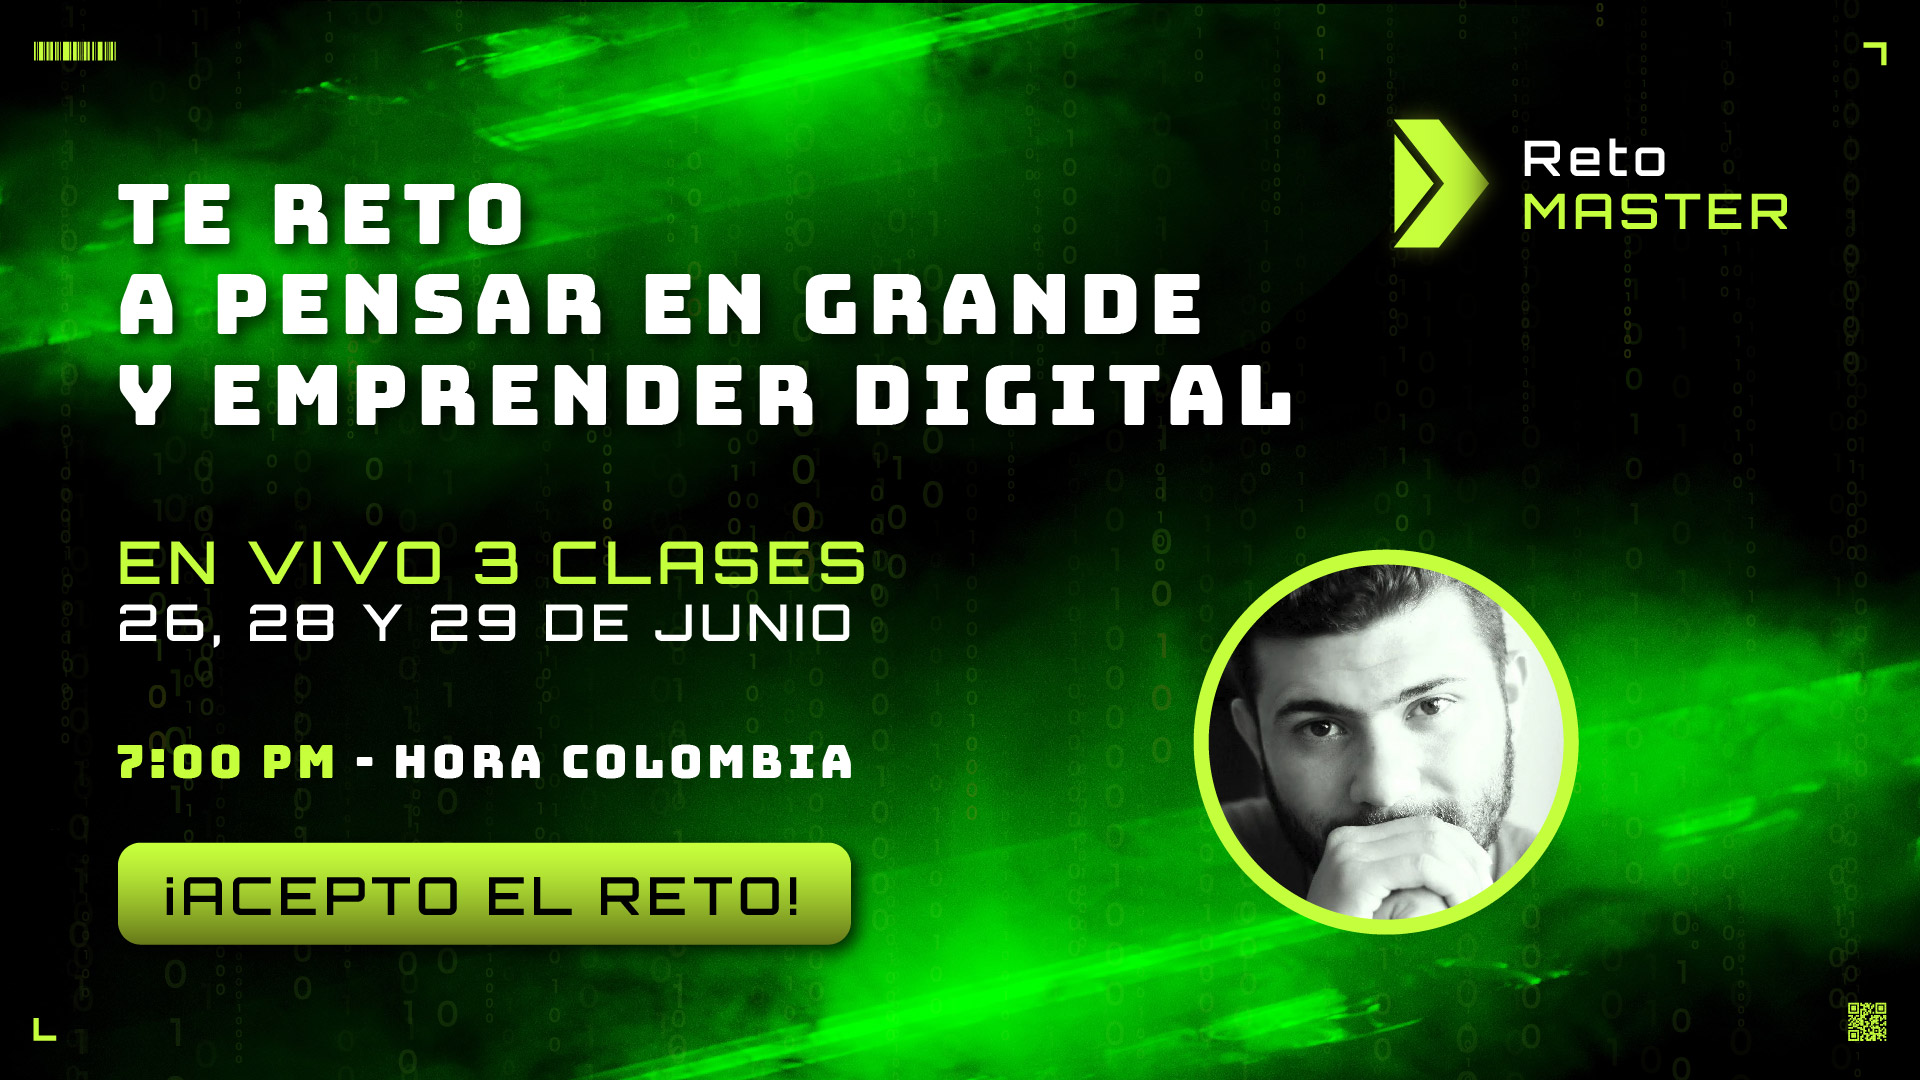 TE RETO
A PENSAR EN GRANDE
Y EMPRENDER DIGITAL
Reto
MASTER
EN VIVO 3 CLASES
26, 28 Y 29 DE JUNIO
7:00 PM - HORA COLOMBIA
¡ACEPTO EL RETO!